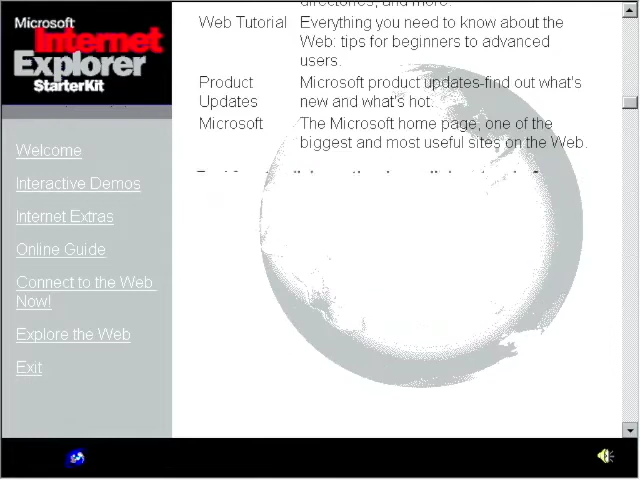 Microsoft
Internet
Explorer
StarterKit
Welcome
Interactive Demos
Internet Extras
Online Guide
Connect to the Web
Now!
Explore the Web
Exit
directories, and more.
Web Tutorial Everything you need to know about the
Web: tips for beginners to advanced
users.
Product Microsoft product updates-find out what's
Updates new and what's hot.
Microsoft The Microsoft home page; one of the
biggest and most useful sites on the Web.